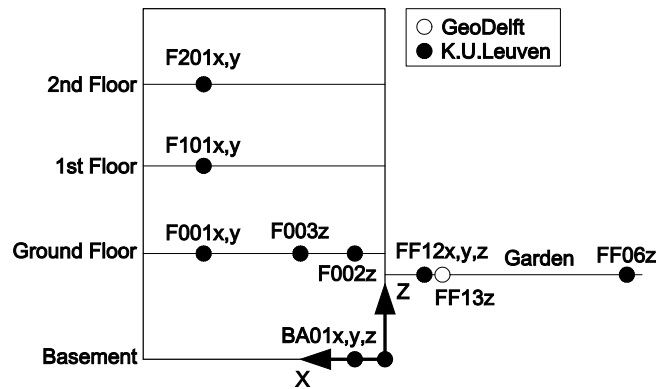 GeoDelft
K.U.Leuven
F201x,y
2nd Floor
F101x,y
1st Floor
F001x,y
F003z
Ground Floor
F002z
FF12x,y,z
Garden
FF06z
FF13z
Z
BA01x,y,z
Basement
X